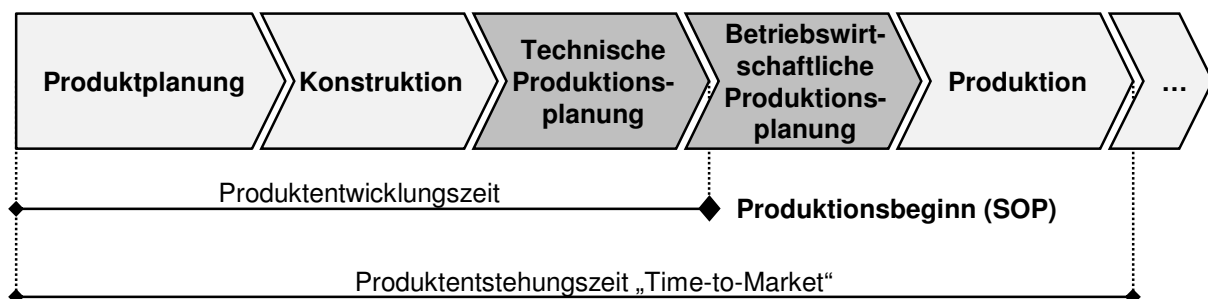 Produktplanung
Konstruktion
Technische
Produktions-
planung
Betriebswirt-
schaftliche
Produktions-
planung
Produktion
...
Produktentwicklungszeit
Produktionsbeginn (SOP)
Produktentstehungszeit „Time-to-Market“